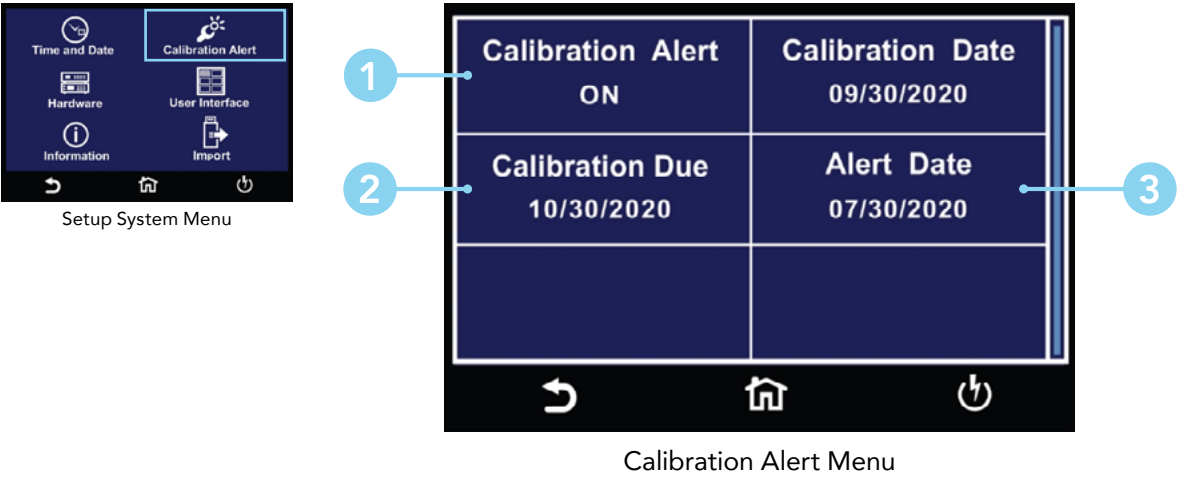 Time and Date
Calibration Alert
Hardware
User Interface
Information
Import
Setup System Menu
1
Calibration Alert
ON
Calibration Date
09/30/2020
2
Calibration Due
10/30/2020
Alert Date
07/30/2020
3
Calibration Alert Menu